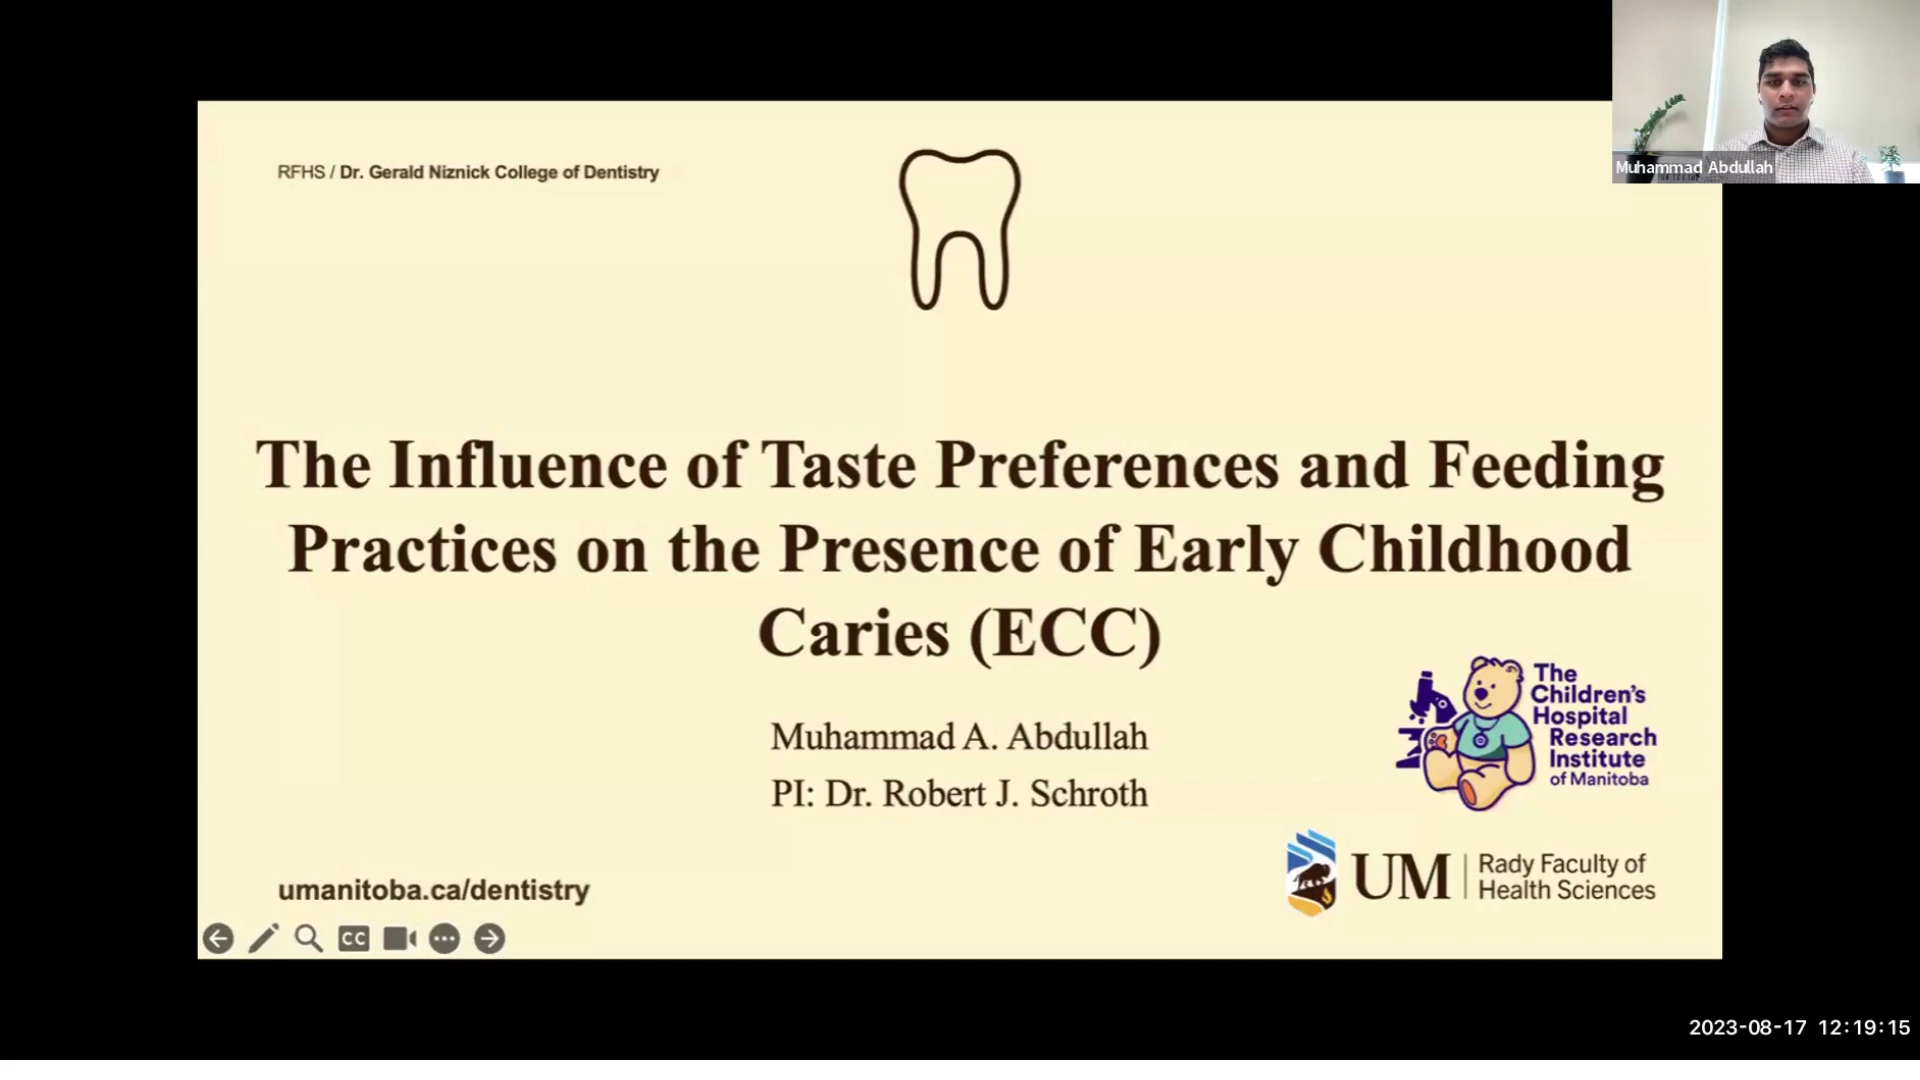 Muhammad Abdullah
RFHS / Dr. Gerald Niznick College of Dentistry
The Influence of Taste Preferences and Feeding
Practices on the Presence of Early Childhood
Caries (ECC)
Muhammad A. Abdullah
PI: Dr. Robert J. Schroth
The
Children's
Hospital
Research
Institute
of Manitoba
UM
Rady Faculty of
Health Sciences
umanitoba.ca/dentistry
CC
2023-08-17 12:19:15